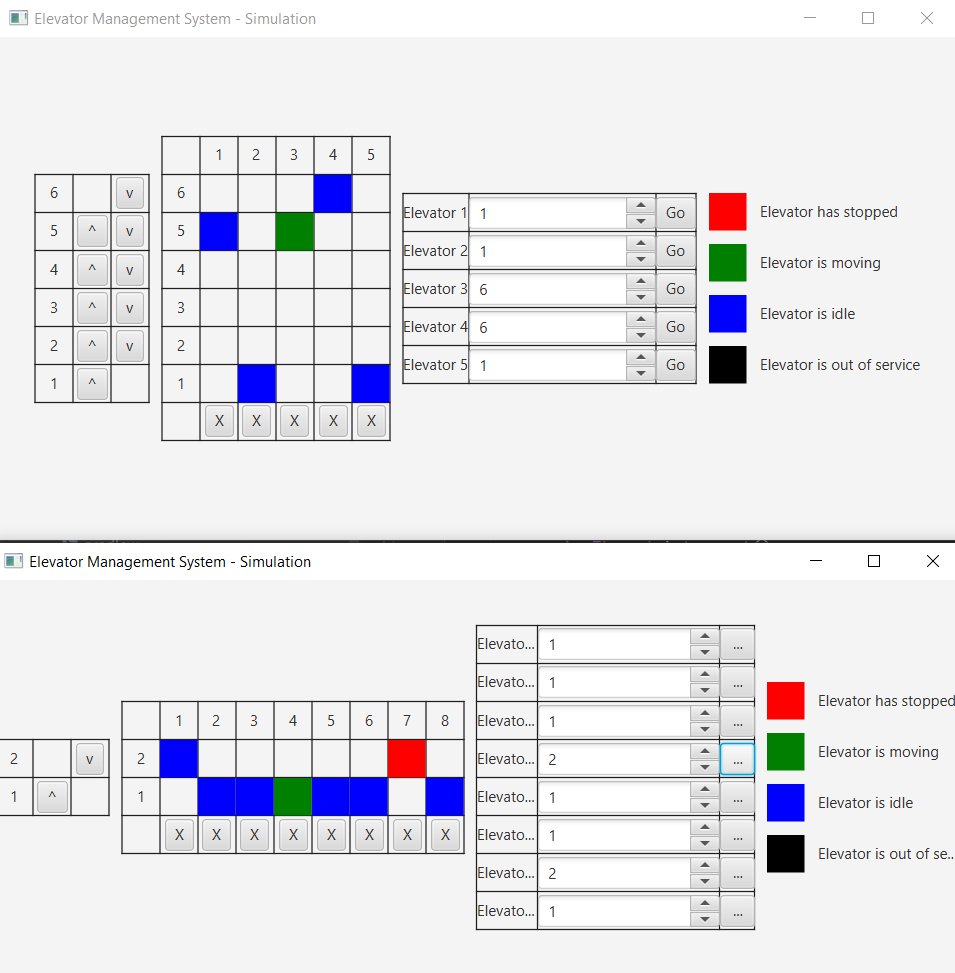 Elevator Management System - Simulation
1 2 3 4 5
6 v 6
5 ^ v 5
4 ^ v 4
3 ^ v 3
2 ^ v 2
1 ^ 1
X X X X X
Elevator 1 1 Go
Elevator 2 1 Go
Elevator 3 6 Go
Elevator 4 6 Go
Elevator 5 1 Go
Elevator has stopped
Elevator is moving
Elevator is idle
Elevator is out of service
Elevator Management System - Simulation
1 2 3 4 5 6 7 8
2 v 2
1 ^ 1
X X X X X X X X
Elevato... 1 ...
Elevato... 1 ...
Elevato... 1 ...
Elevato... 2 ...
Elevato... 1 ...
Elevato... 1 ...
Elevato... 2 ...
Elevato... 1 ...
Elevator has stopped
Elevator is moving
Elevator is idle
Elevator is out of se...